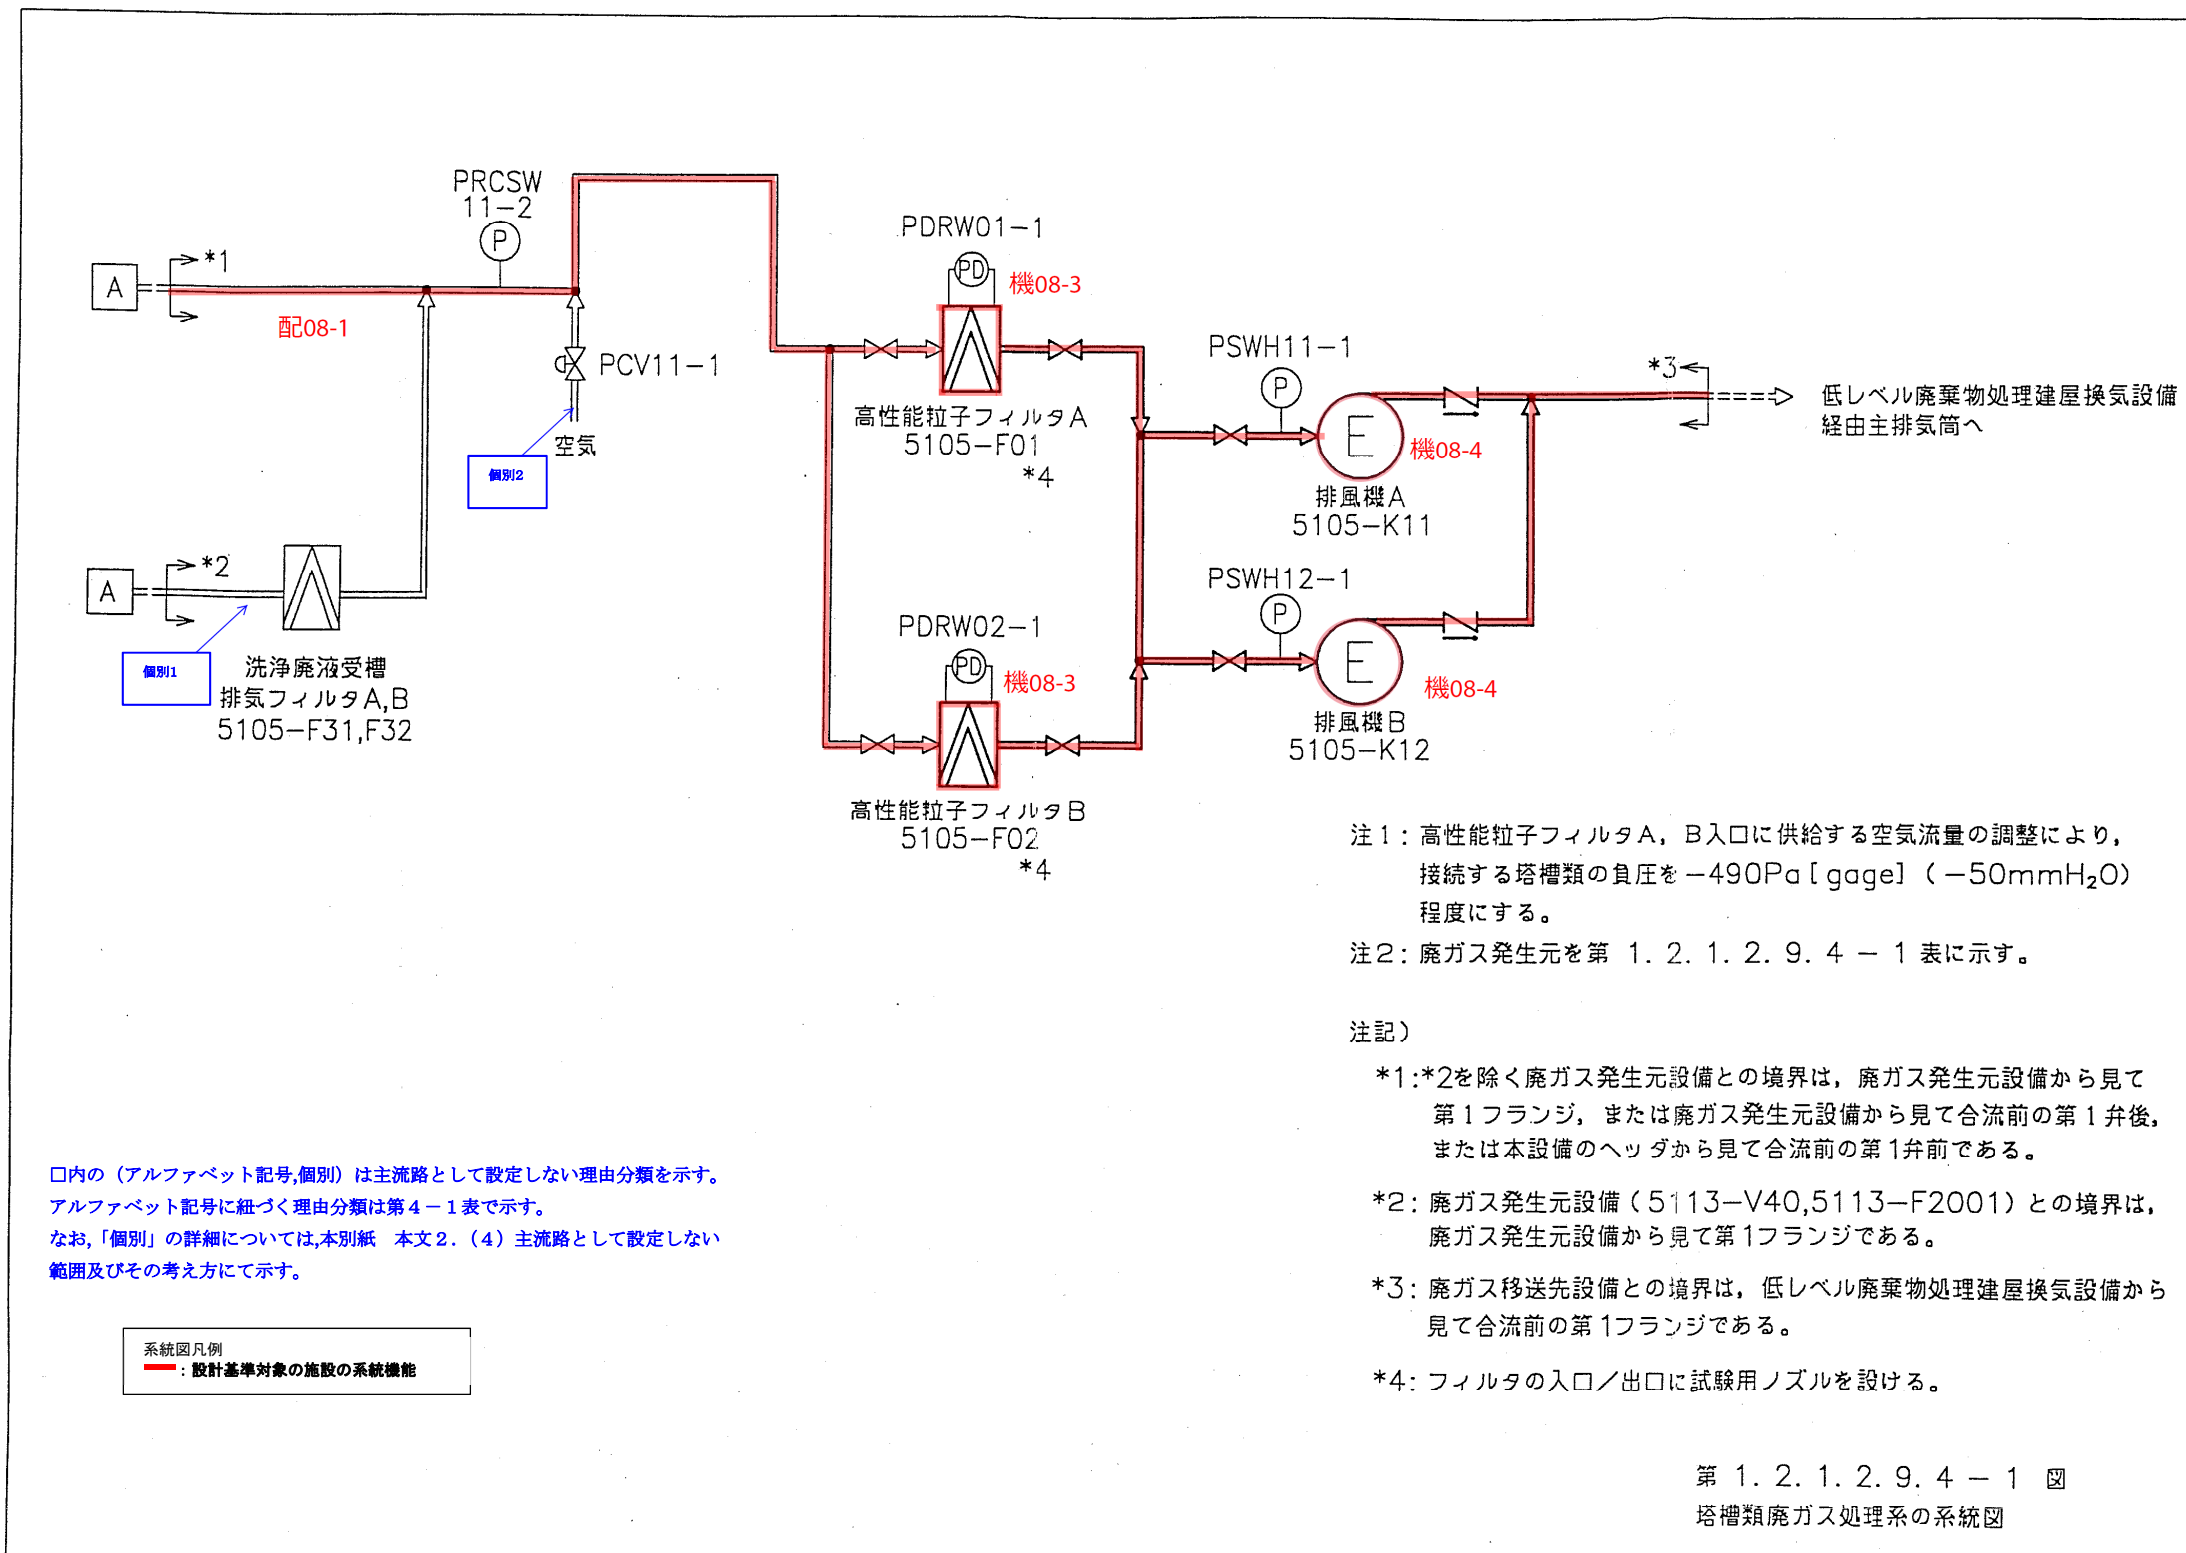 PRCSW
11-2
P
A
*1
配08-1
PCV11-1
空気
個別2
PDRW01-1
PD
機08-3
高性能粒子フィルタA
5105-F01
*4
PSWH11-1
P
E
機08-4
排風機A
5105-K11
*3
低レベル廃棄物処理建屋換気設備
経由主排気筒へ
A
*2
個別1
洗浄廃液受槽
排気フィルタA,B
5105-F31,F32
PDRW02-1
PD
機08-3
高性能粒子フィルタB
5105-F02
*4
PSWH12-1
P
E
機08-4
排風機B
5105-K12
注1：高性能粒子フィルタA，B入口に供給する空気流量の調整により，
接続する塔槽類の負圧を－490Pa[gage]（－50mmH₂O）
程度にする。
注2：廃ガス発生元を第 1．2．1．2．9．4 － 1 表に示す。
注記）
*1:*2を除く廃ガス発生元設備との境界は，廃ガス発生元設備から見て
第1フランジ，または廃ガス発生元設備から見て合流前の第1弁後，
または本設備のヘッダから見て合流前の第1弁前である。
*2：廃ガス発生元設備（5113-V40,5113-F2001）との境界は，
廃ガス発生元設備から見て第1フランジである。
*3：廃ガス移送先設備との境界は，低レベル廃棄物処理建屋換気設備から
見て合流前の第1フランジである。
*4：フィルタの入口／出口に試験用ノズルを設ける。
□内の（アルファベット記号,個別）は主流路として設定しない理由分類を示す。
アルファベット記号に紐づく理由分類は第４－１表で示す。
なお,「個別」の詳細については,本別紙　本文２．（４）主流路として設定しない
範囲及びその考え方にて示す。
系統図凡例
：設計基準対象の施設の系統機能
第 1．2．1．2．9．4 － 1 図
塔槽類廃ガス処理系の系統図